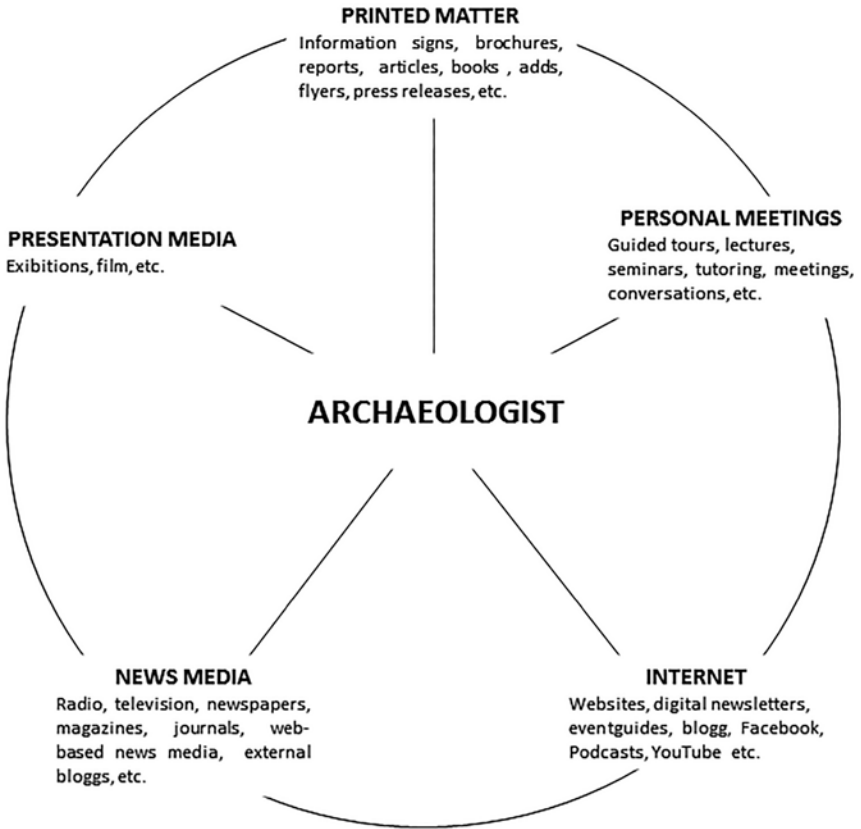 PRINTED MATTER
Information signs, brochures,
reports, articles, books , adds,
flyers, press releases, etc.
PRESENTATION MEDIA
Exibitions, film, etc.
PERSONAL MEETINGS
Guided tours, lectures,
seminars, tutoring, meetings,
conversations, etc.
ARCHAEOLOGIST
NEWS MEDIA
Radio, television, newspapers,
magazines, journals, web-
based news media, external
bloggs, etc.
INTERNET
Websites, digital newsletters,
eventguides, blogg, Facebook,
Podcasts, YouTube etc.